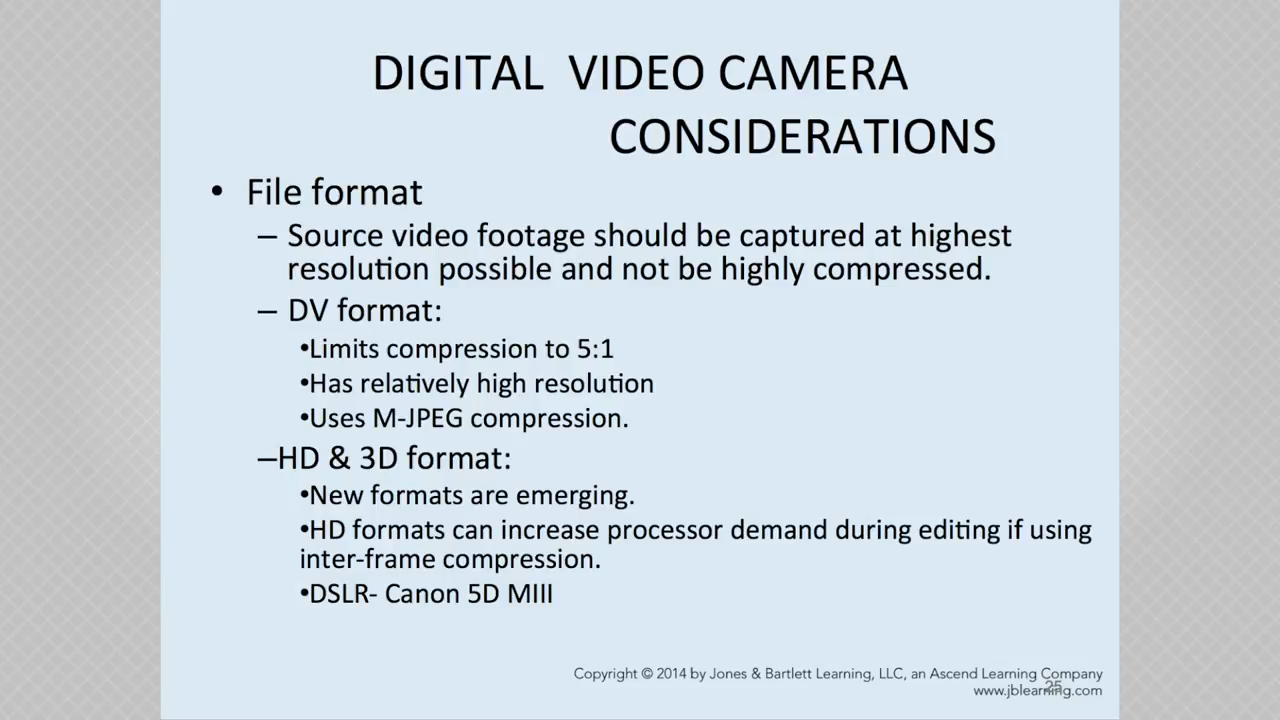 DIGITAL  VIDEO CAMERA
CONSIDERATIONS
• File format
– Source video footage should be captured at highest
resolution possible and not be highly compressed.
– DV format:
•Limits compression to 5:1
•Has relatively high resolution
•Uses M-JPEG compression.
–HD & 3D format:
•New formats are emerging.
•HD formats can increase processor demand during editing if using
inter-frame compression.
•DSLR- Canon 5D MIII
Copyright © 2014 by Jones & Bartlett Learning, LLC, an Ascend Learning Company
www.jblearning.com
25